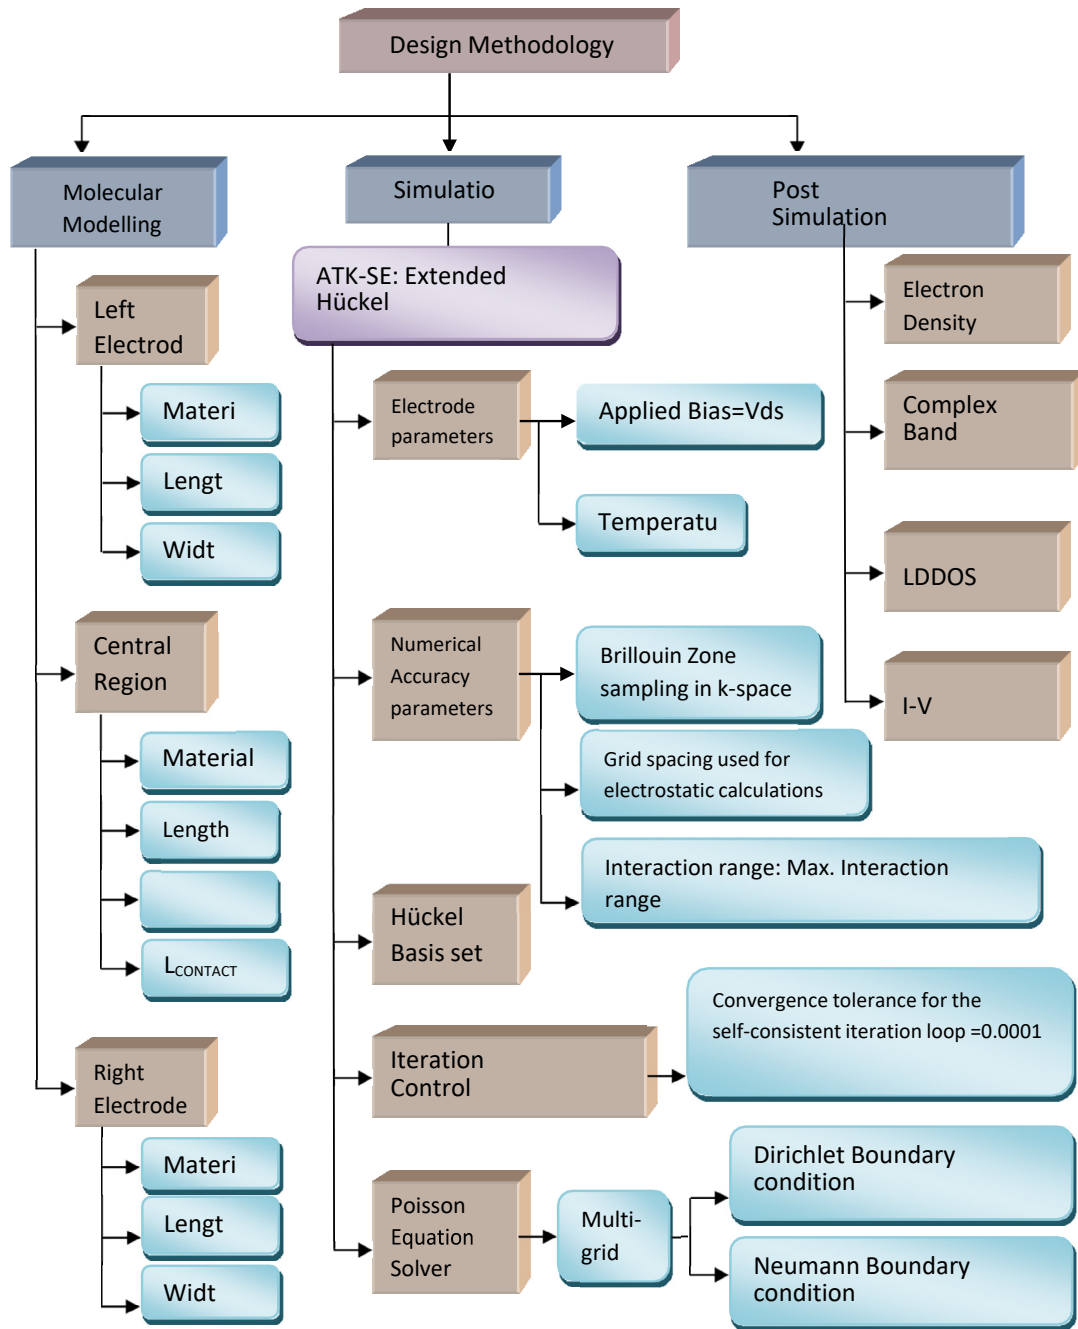 Design Methodology
Molecular
Modelling
Left
Electrod
Materi
Lengt
Widt
Central
Region
Material
Length
LCONTACT
Right
Electrode
Materi
Lengt
Widt
Simulatio
ATK-SE: Extended
Hückel
Electrode
parameters
Applied Bias=Vds
Temperatu
Numerical
Accuracy
parameters
Brillouin Zone
sampling in k-space
Grid spacing used for
electrostatic calculations
Interaction range: Max. Interaction
range
Hückel
Basis set
Iteration
Control
Convergence tolerance for the
self-consistent iteration loop =0.0001
Poisson
Equation
Solver
Multi-
grid
Dirichlet Boundary
condition
Neumann Boundary
condition
Post
Simulation
Electron
Density
Complex
Band
LDDOS
I-V